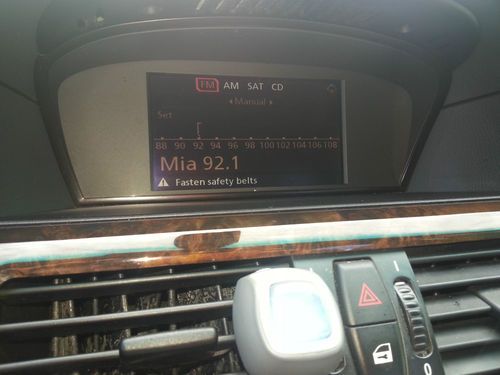 FM AM SAT CD
Manual
Set
88 90 92 94 96 98 100 102 104 106 108
Mia 92.1
Fasten safety belts
0